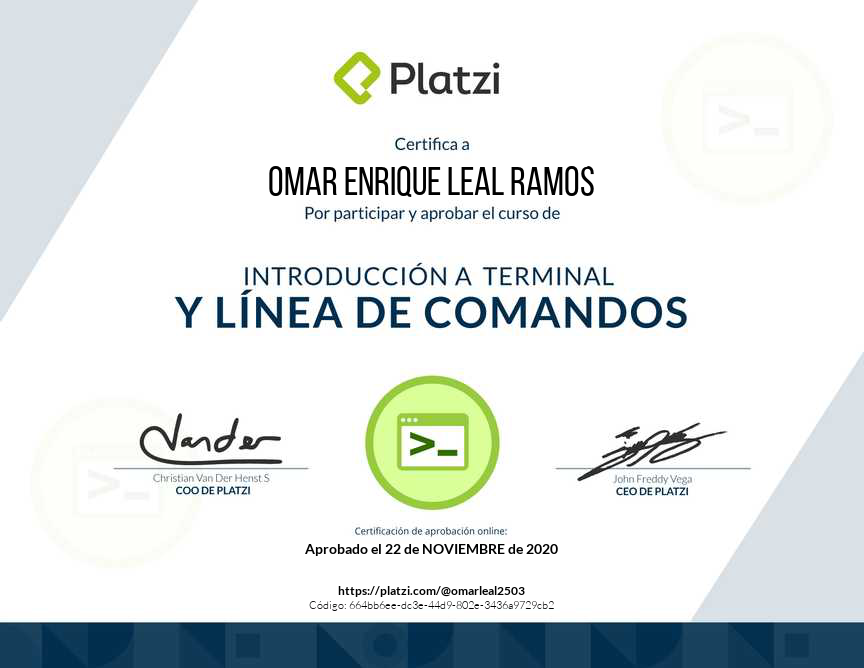 Platzi
Certifica a
OMAR ENRIQUE LEAL RAMOS
Por participar y aprobar el curso de
INTRODUCCIÓN A TERMINAL
Y LÍNEA DE COMANDOS
Vander
Christian Van Der Henst S
COO DE PLATZI
John Freddy Vega
CEO DE PLATZI
Certificación de aprobación online:
Aprobado el 22 de NOVIEMBRE de 2020
https://platzi.com/@omarleal2503
Código: 664bb6ee-dc3e-44d9-802e-3436a9729cb2